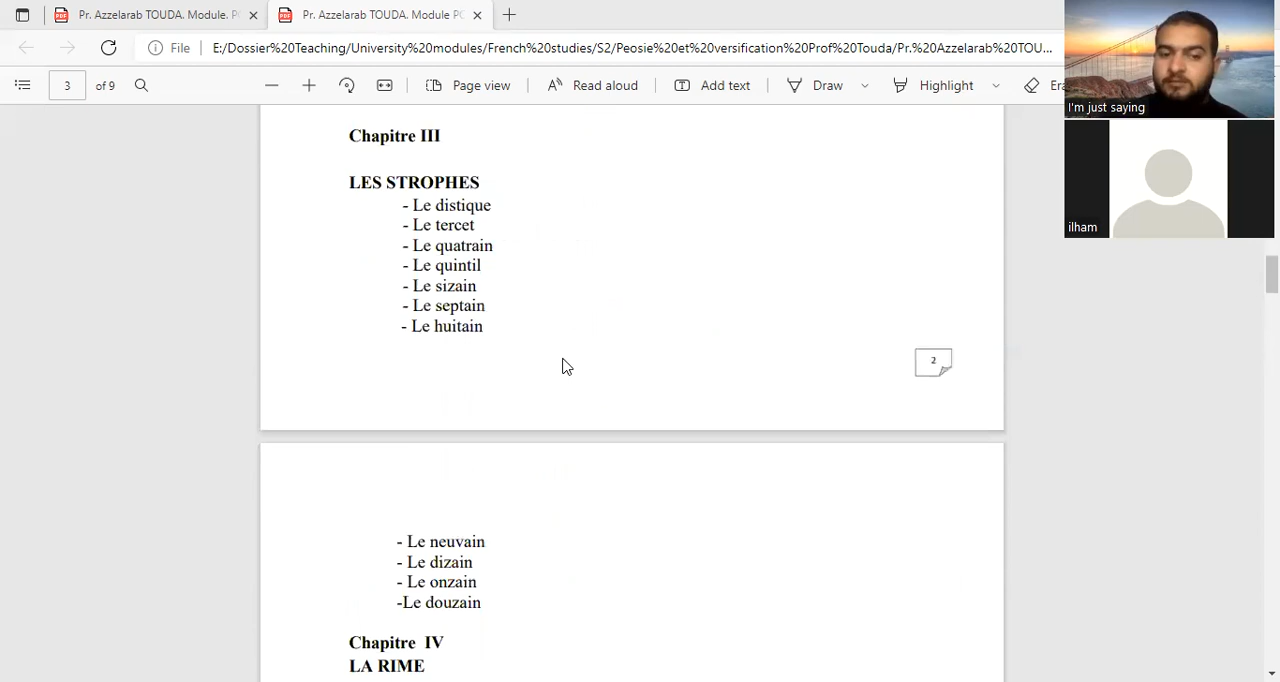 Pr. Azzelarab TOUDA. Module. P
Pr. Azzelarab TOUDA. Module PC
File
E:/Dossier%20Teaching/University%20modules/French%20studies/S2/Peosie%20et%20versification%20Prof%20Touda/Pr.%20Azzelarab%20TOU...
3 of 9
Page view
Read aloud
Add text
Draw
Highlight
Era
I'm just saying
ilham
Chapitre III
LES STROPHES
- Le distique
- Le tercet
- Le quatrain
- Le quintil
- Le sizain
- Le septain
- Le huitain
2
- Le neuvain
- Le dizain
- Le onzain
-Le douzain
Chapitre IV
LA RIME